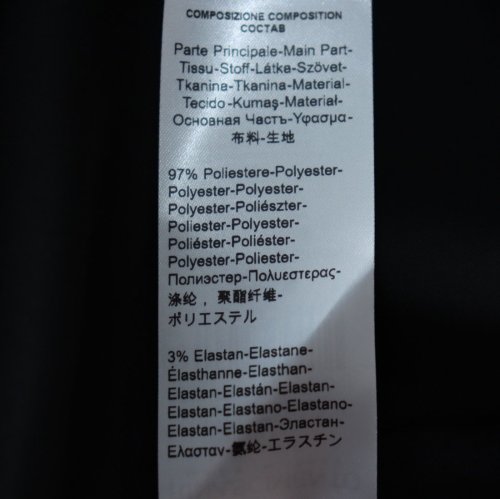 COMPOSIZIONE COMPOSITION
СОСТАВ
Parte Principale-Main Part-
Tissu-Stoff-Látka-Szövet-
Tkanina-Tkanina-Material-
Tecido-Kumaş-Materiał-
Основная Часть-Υφασμα-
布料-生地
97% Poliestere-Polyester-
Polyester-Polyester-
Polyester-Poliészter-
Poliester-Polyester-
Poliéster-Poliéster-
Polyester-Poliester-
Полиэстер-Πολυεστερας-
涤纶，聚酯纤维-
ポリエステル
3% Elastan-Elastane-
Élasthanne-Elasthan-
Elastan-Elastán-Elastan-
Elastan-Elastano-Elastano-
Elastan-Elastan-Эластан-
Ελασταν-氨纶-エラスチン